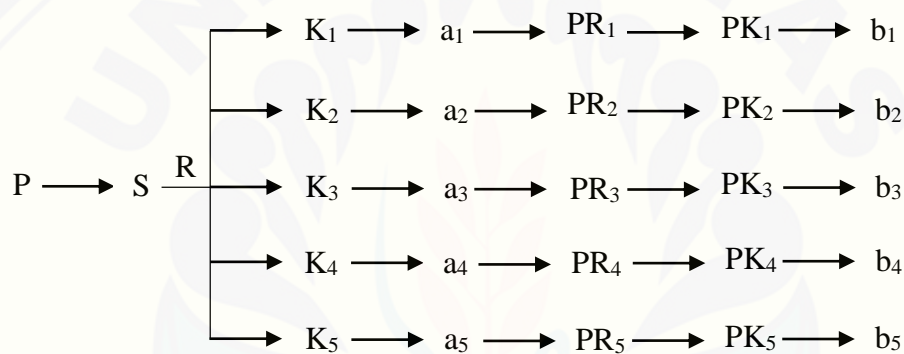 K₁ a₁ PR₁ PK₁ b₁
K₂ a₂ PR₂ PK₂ b₂
P S R K₃ a₃ PR₃ PK₃ b₃
K₄ a₄ PR₄ PK₄ b₄
K₅ a₅ PR₅ PK₅ b₅